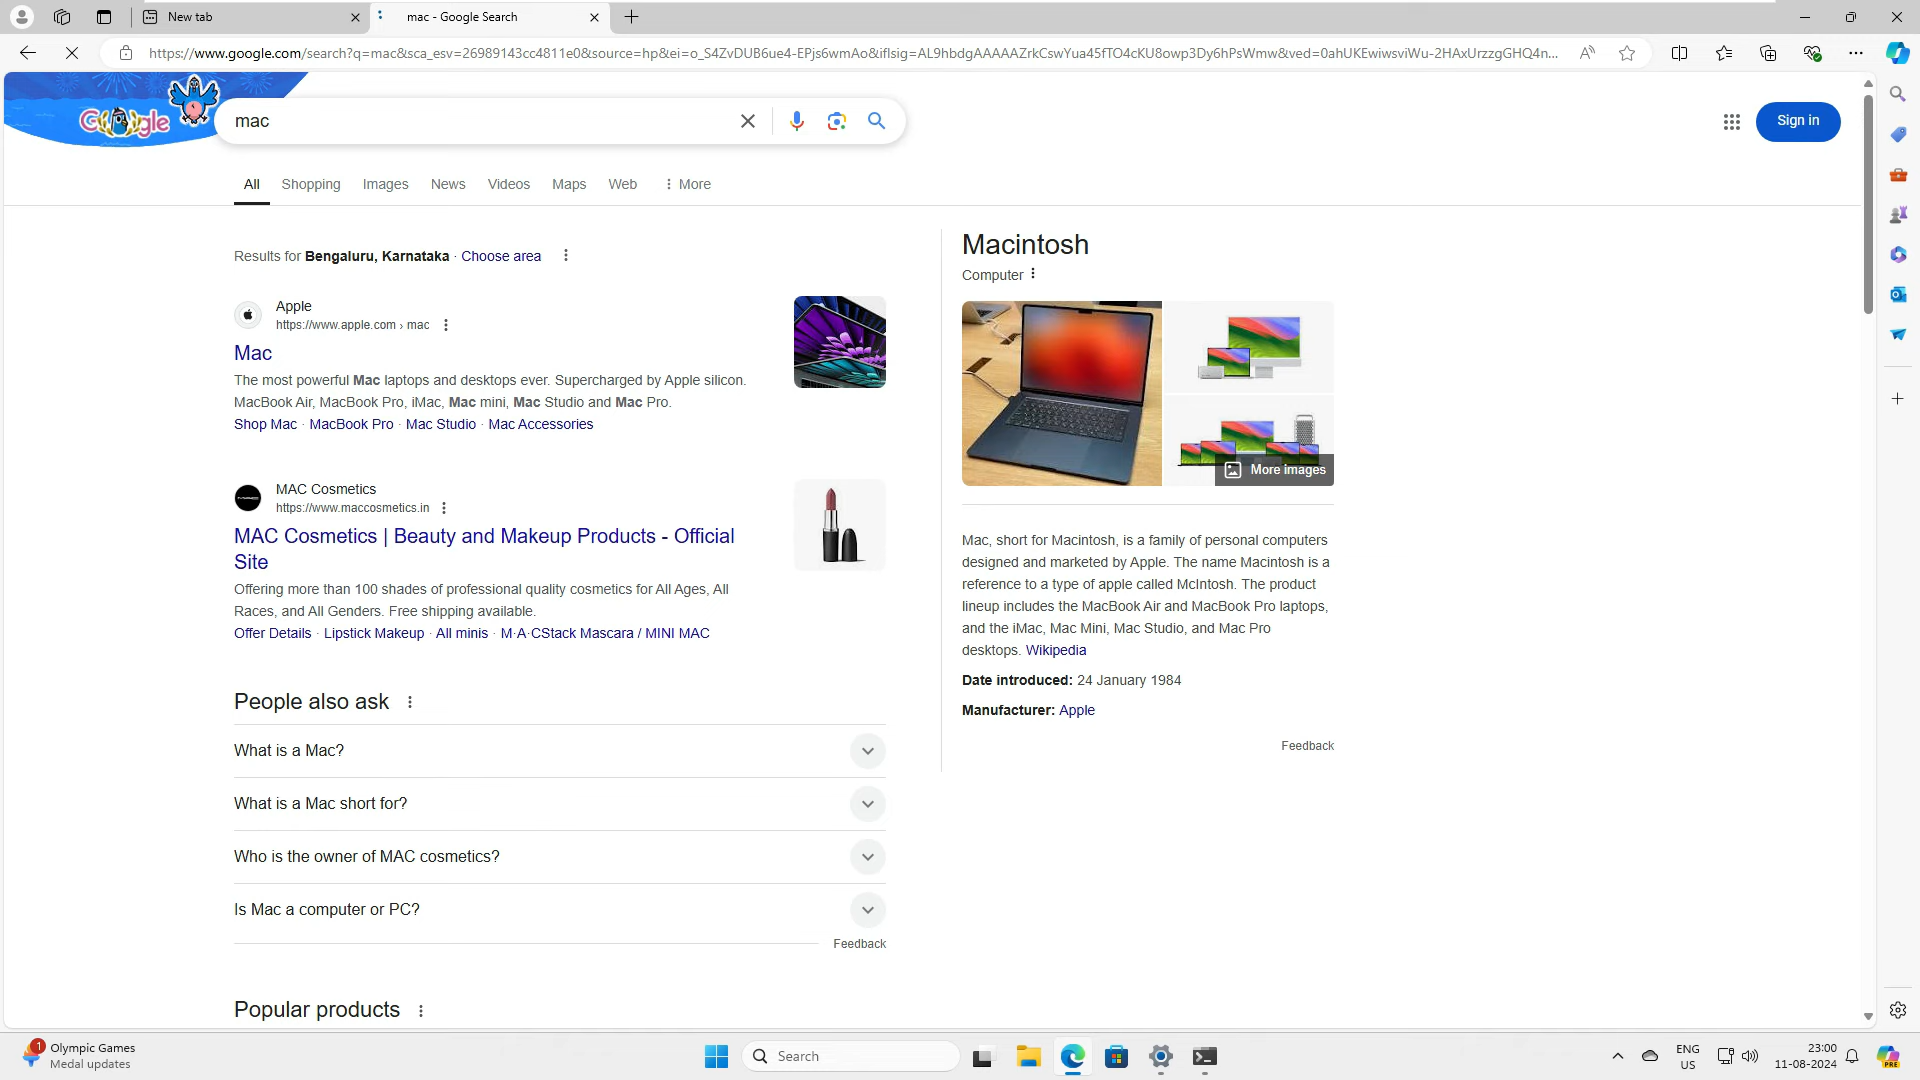 New tab
mac - Google Search
https://www.google.com/search?q=mac&sca_esv=26989143cc4811e0&source=hp&ei=o_S4ZvDUB6ue4-EPjs6wmAo&iflsig=AL9hbdgAAAAAZrkCswYua45fTO4cKU8owp3Dy6hPsWmw&ved=0ahUKEwiwsviWu-2HAxUrzzgGHQ4n...
Google
mac
Sign in
All
Shopping
Images
News
Videos
Maps
Web
More
Results for Bengaluru, Karnataka · Choose area
Apple
https://www.apple.com › mac
Mac
The most powerful Mac laptops and desktops ever. Supercharged by Apple silicon.
MacBook Air, MacBook Pro, iMac, Mac mini, Mac Studio and Mac Pro.
Shop Mac · MacBook Pro · Mac Studio · Mac Accessories
MAC Cosmetics
https://www.maccosmetics.in
MAC Cosmetics | Beauty and Makeup Products - Official
Site
Offering more than 100 shades of professional quality cosmetics for All Ages, All
Races, and All Genders. Free shipping available.
Offer Details · Lipstick Makeup · All minis · M·A·CStack Mascara / MINI MAC
People also ask
What is a Mac?
What is a Mac short for?
Who is the owner of MAC cosmetics?
Is Mac a computer or PC?
Feedback
Popular products
Macintosh
Computer
More images
Mac, short for Macintosh, is a family of personal computers
designed and marketed by Apple. The name Macintosh is a
reference to a type of apple called McIntosh. The product
lineup includes the MacBook Air and MacBook Pro laptops,
and the iMac, Mac Mini, Mac Studio, and Mac Pro
desktops. Wikipedia
Date introduced: 24 January 1984
Manufacturer: Apple
Feedback
1
Olympic Games
Medal updates
Search
ENG
US
23:00
11-08-2024
PRE